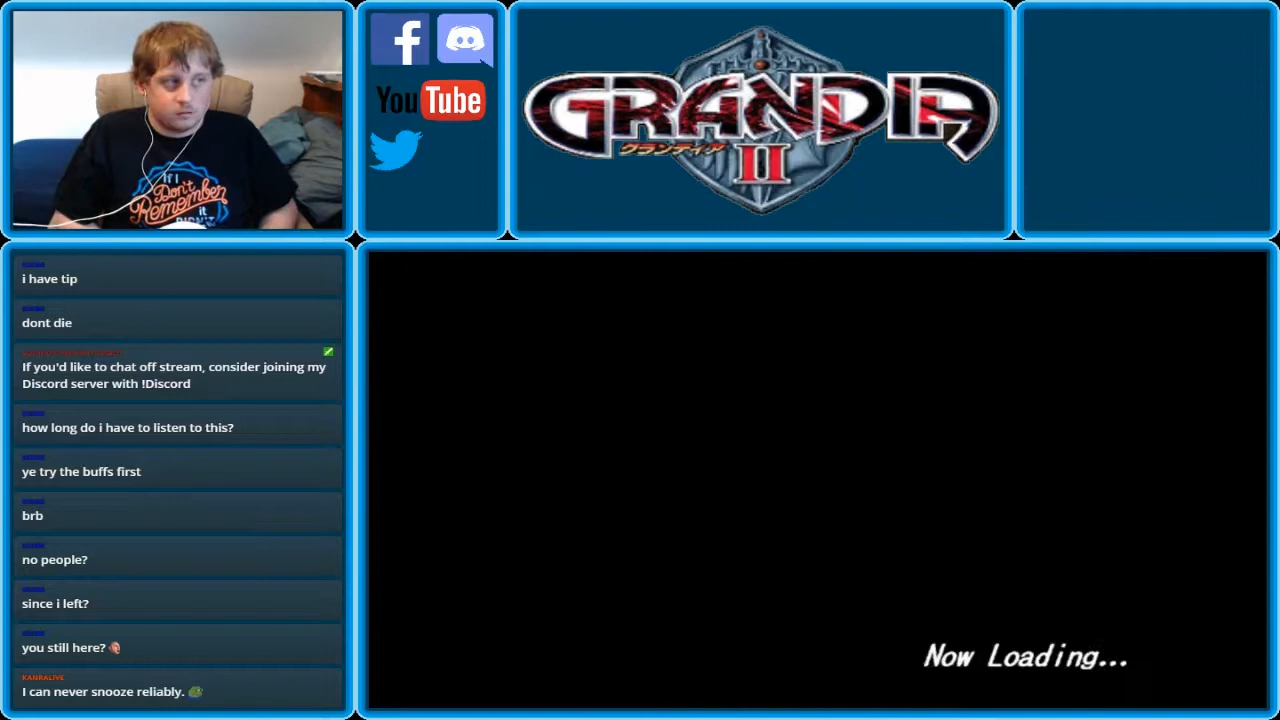 If I
Don't
Remember
it
DIDN'T
You Tube
GRANDIA
グランディア
II
i have tip
dont die
If you'd like to chat off stream, consider joining my
Discord server with !Discord
how long do i have to listen to this?
ye try the buffs first
brb
no people?
since i left?
you still here?
KANRALIVE
I can never snooze reliably.
Now Loading...